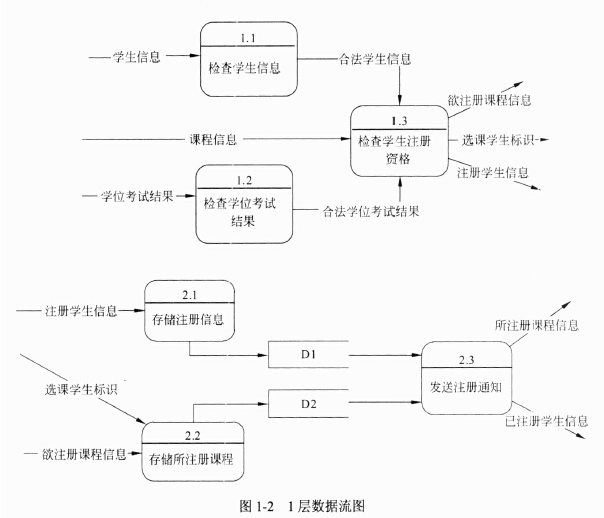 1.1
学生信息
检查学生信息
合法学生信息
欲注册课程信息
1.3
课程信息
检查学生注册
资格
选课学生标识
注册学生信息
1.2
学位考试结果
检查学位考试
结果
合法学位考试结果
2.1
注册学生信息
存储注册信息
所注册课程信息
D1
2.3
选课学生标识
发送注册通知
D2
已注册学生信息
2.2
欲注册课程信息
存储所注册课程
图 1-2 1 层数据流图